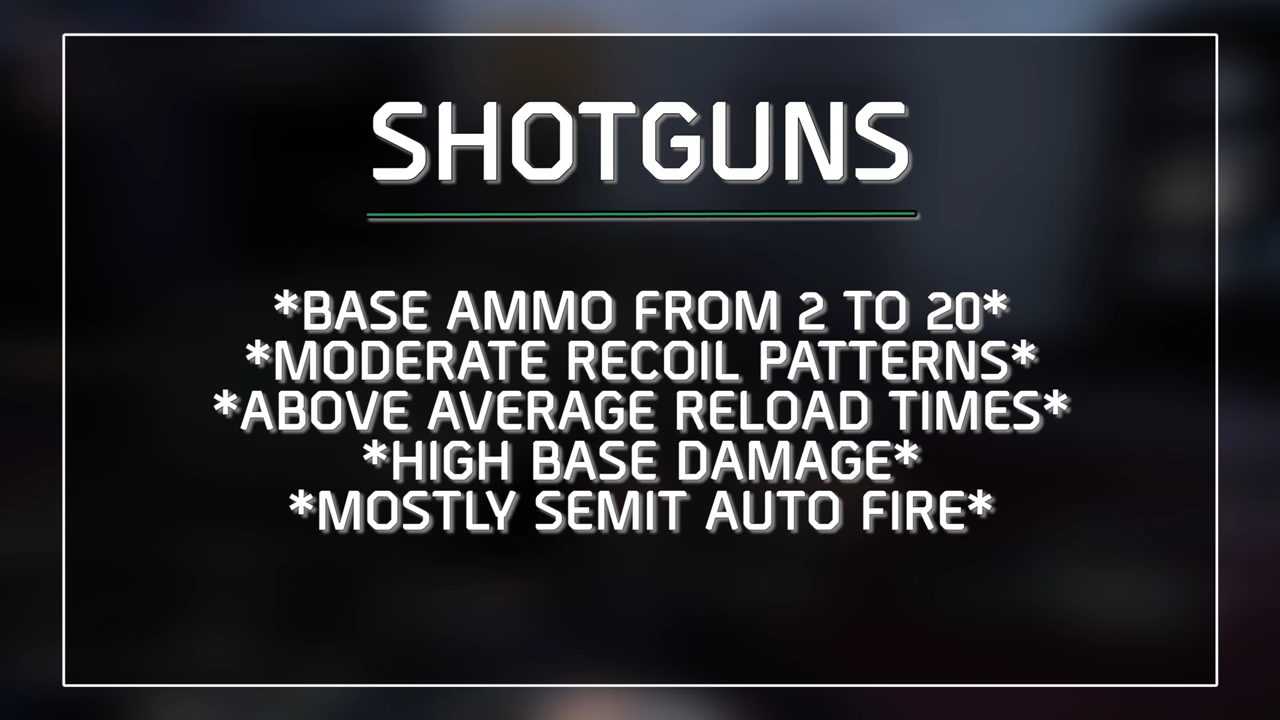 SHOTGUNS
*BASE AMMO FROM 2 TO 20*
*MODERATE RECOIL PATTERNS*
*ABOVE AVERAGE RELOAD TIMES*
*HIGH BASE DAMAGE*
*MOSTLY SEMIT AUTO FIRE*